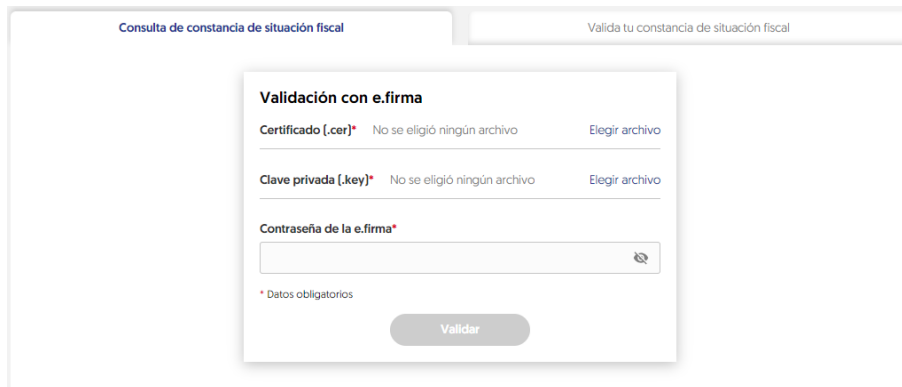 Consulta de constancia de situación fiscal
Valida tu constancia de situación fiscal
Validación con e.firma
Certificado (.cer)* No se eligió ningún archivo Elegir archivo
Clave privada (.key)* No se eligió ningún archivo Elegir archivo
Contraseña de la e.firma*
* Datos obligatorios
Validar